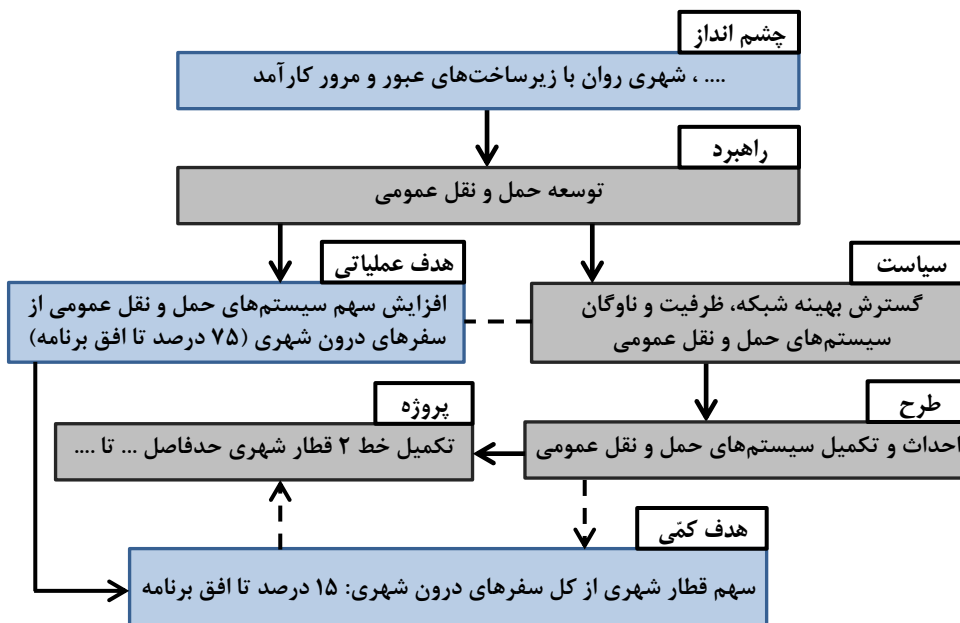 چشم انداز
.... ، شهری روان با زیرساخت‌های عبور و مرور کارآمد
راهبرد
توسعه حمل و نقل عمومی
سیاست
گسترش بهینه شبکه، ظرفیت و ناوگان
سیستم‌های حمل و نقل عمومی
هدف عملیاتی
افزایش سهم سیستم‌های حمل و نقل عمومی از
سفرهای درون شهری (۷۵ درصد تا افق برنامه)
طرح
احداث و تکمیل سیستم‌های حمل و نقل عمومی
پروژه
تکمیل خط ۲ قطار شهری حدفاصل ... تا ....
هدف کمّی
سهم قطار شهری از کل سفرهای درون شهری: ۱۵ درصد تا افق برنامه